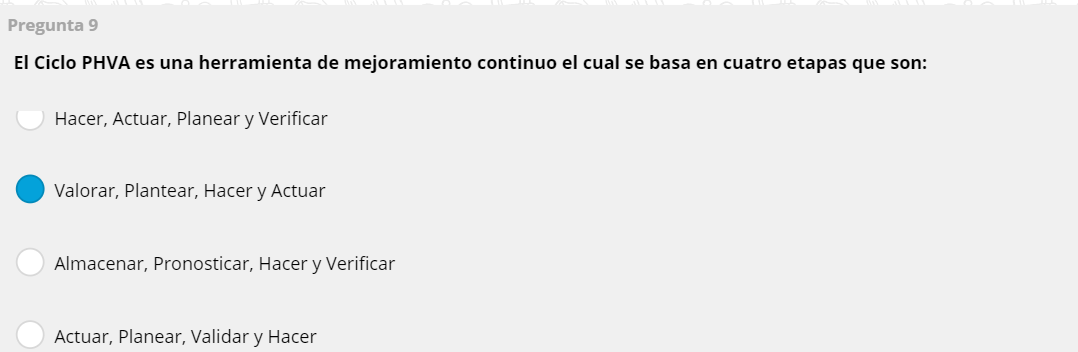 Pregunta 9
El Ciclo PHVA es una herramienta de mejoramiento continuo el cual se basa en cuatro etapas que son:
Hacer, Actuar, Planear y Verificar
Valorar, Plantear, Hacer y Actuar
Almacenar, Pronosticar, Hacer y Verificar
Actuar, Planear, Validar y Hacer